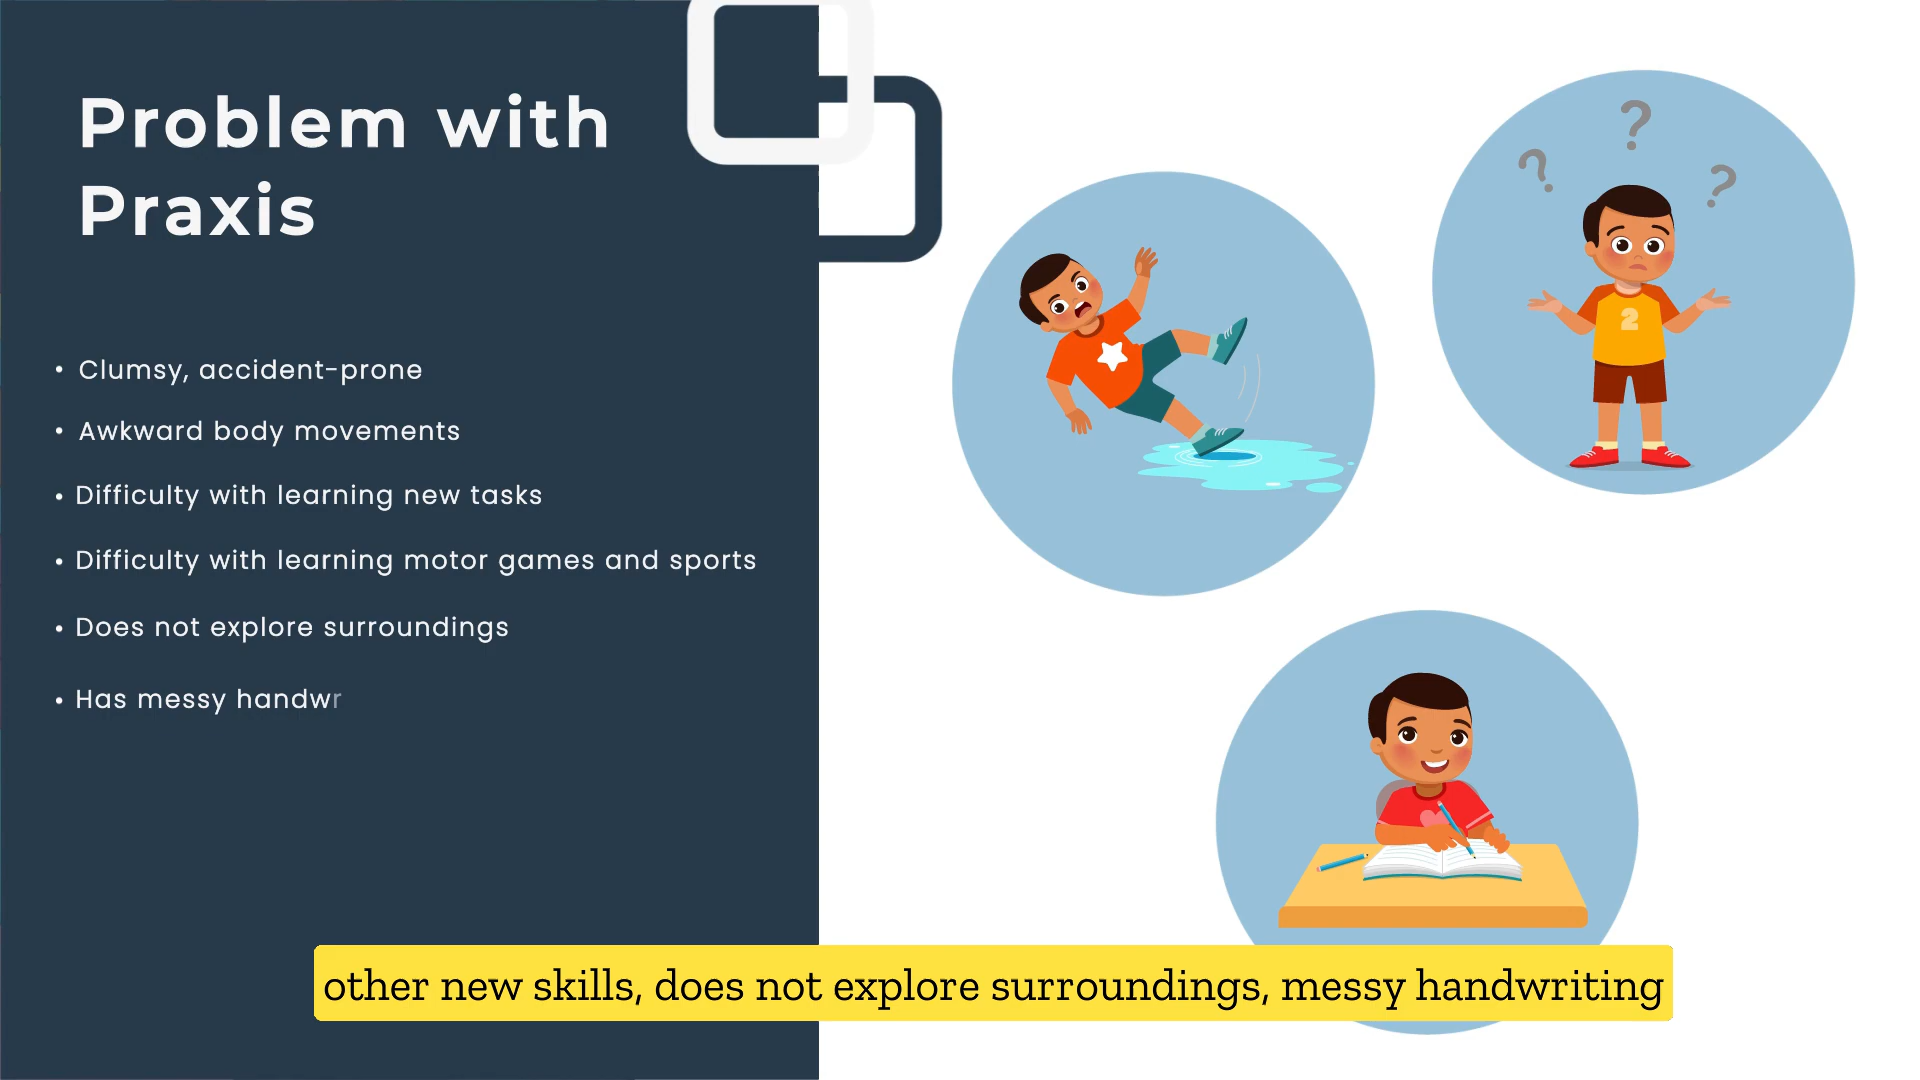 Problem with
Praxis
• Clumsy, accident-prone
• Awkward body movements
• Difficulty with learning new tasks
• Difficulty with learning motor games and sports
• Does not explore surroundings
• Has messy handwr
? ? ?
2
other new skills, does not explore surroundings, messy handwriting